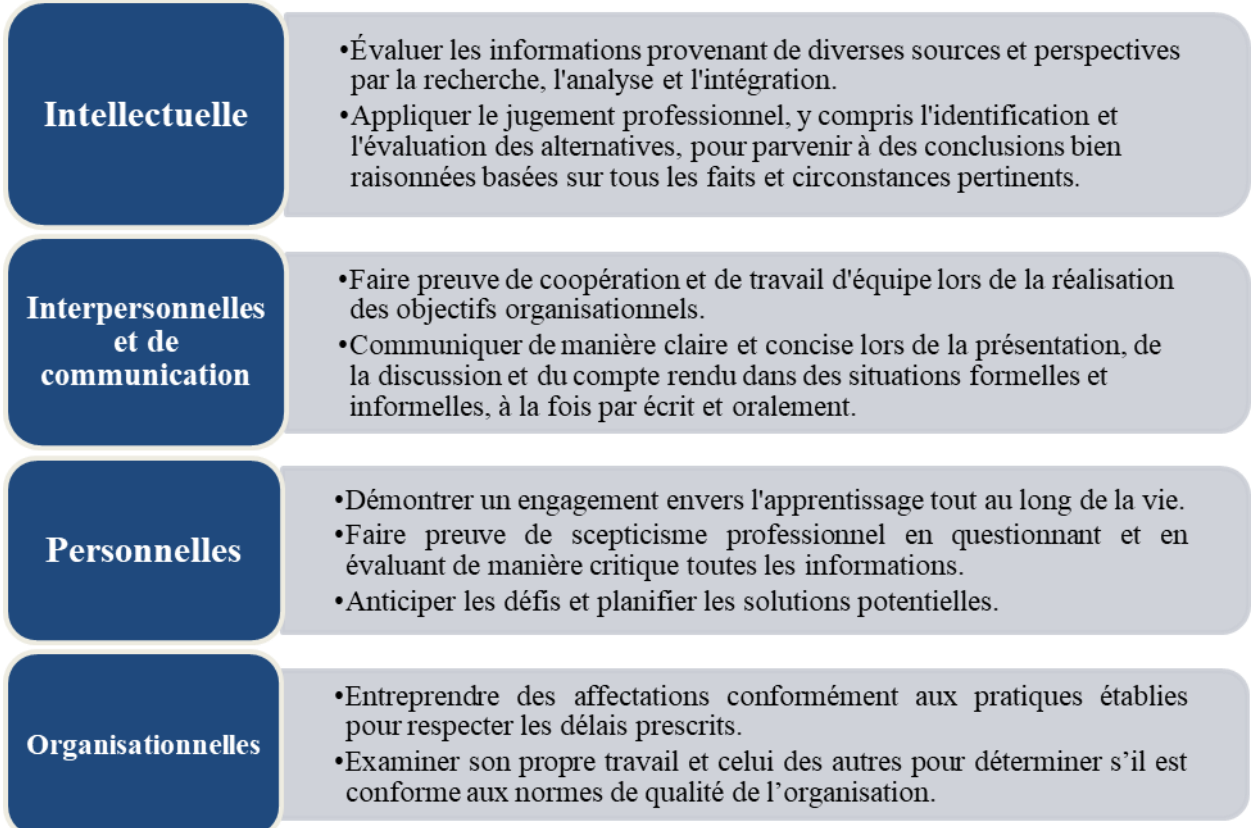 Intellectuelle
•Évaluer les informations provenant de diverses sources et perspectives
par la recherche, l'analyse et l'intégration.
•Appliquer le jugement professionnel, y compris l'identification et
l'évaluation des alternatives, pour parvenir à des conclusions bien
raisonnées basées sur tous les faits et circonstances pertinents.
Interpersonnelles
et de
communication
•Faire preuve de coopération et de travail d'équipe lors de la réalisation
des objectifs organisationnels.
•Communiquer de manière claire et concise lors de la présentation, de
la discussion et du compte rendu dans des situations formelles et
informelles, à la fois par écrit et oralement.
Personnelles
•Démontrer un engagement envers l'apprentissage tout au long de la vie.
•Faire preuve de scepticisme professionnel en questionnant et en
évaluant de manière critique toutes les informations.
•Anticiper les défis et planifier les solutions potentielles.
Organisationnelles
•Entreprendre des affectations conformément aux pratiques établies
pour respecter les délais prescrits.
•Examiner son propre travail et celui des autres pour déterminer s’il est
conforme aux normes de qualité de l’organisation.